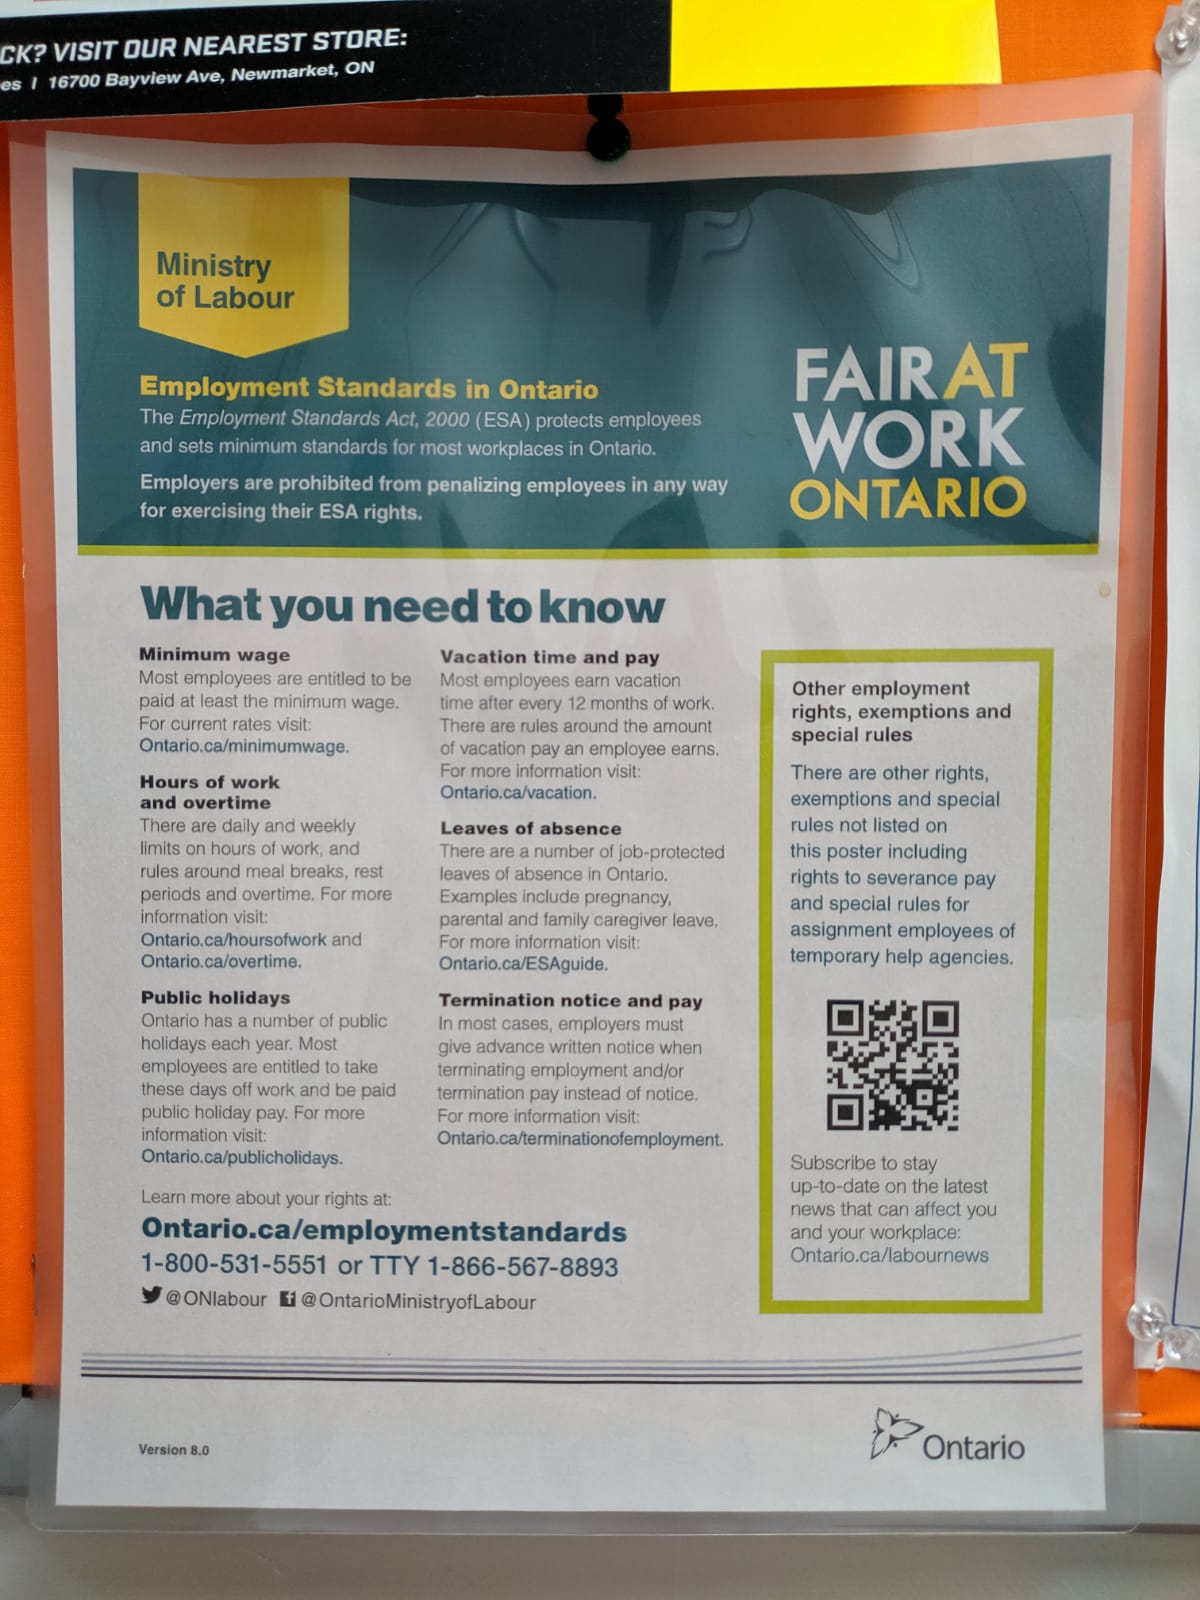 CK? VISIT OUR NEAREST STORE:
es | 16700 Bayview Ave, Newmarket, ON
Ministry
of Labour
Employment Standards in Ontario
The Employment Standards Act, 2000 (ESA) protects employees
and sets minimum standards for most workplaces in Ontario.
Employers are prohibited from penalizing employees in any way
for exercising their ESA rights.
FAIR AT
WORK
ONTARIO
What you need to know
Minimum wage
Most employees are entitled to be
paid at least the minimum wage.
For current rates visit:
Ontario.ca/minimumwage.
Hours of work
and overtime
There are daily and weekly
limits on hours of work, and
rules around meal breaks, rest
periods and overtime. For more
information visit:
Ontario.ca/hoursofwork and
Ontario.ca/overtime.
Public holidays
Ontario has a number of public
holidays each year. Most
employees are entitled to take
these days off work and be paid
public holiday pay. For more
information visit:
Ontario.ca/publicholidays.
Vacation time and pay
Most employees earn vacation
time after every 12 months of work.
There are rules around the amount
of vacation pay an employee earns.
For more information visit:
Ontario.ca/vacation.
Leaves of absence
There are a number of job-protected
leaves of absence in Ontario.
Examples include pregnancy,
parental and family caregiver leave.
For more information visit:
Ontario.ca/ESAguide.
Termination notice and pay
In most cases, employers must
give advance written notice when
terminating employment and/or
termination pay instead of notice.
For more information visit:
Ontario.ca/terminationofemployment.
Other employment
rights, exemptions and
special rules
There are other rights,
exemptions and special
rules not listed on
this poster including
rights to severance pay
and special rules for
assignment employees of
temporary help agencies.
Subscribe to stay
up-to-date on the latest
news that can affect you
and your workplace:
Ontario.ca/labournews
Learn more about your rights at:
Ontario.ca/employmentstandards
1-800-531-5551 or TTY 1-866-567-8893
@ONlabour @OntarioMinistryofLabour
Version 8.0
Ontario